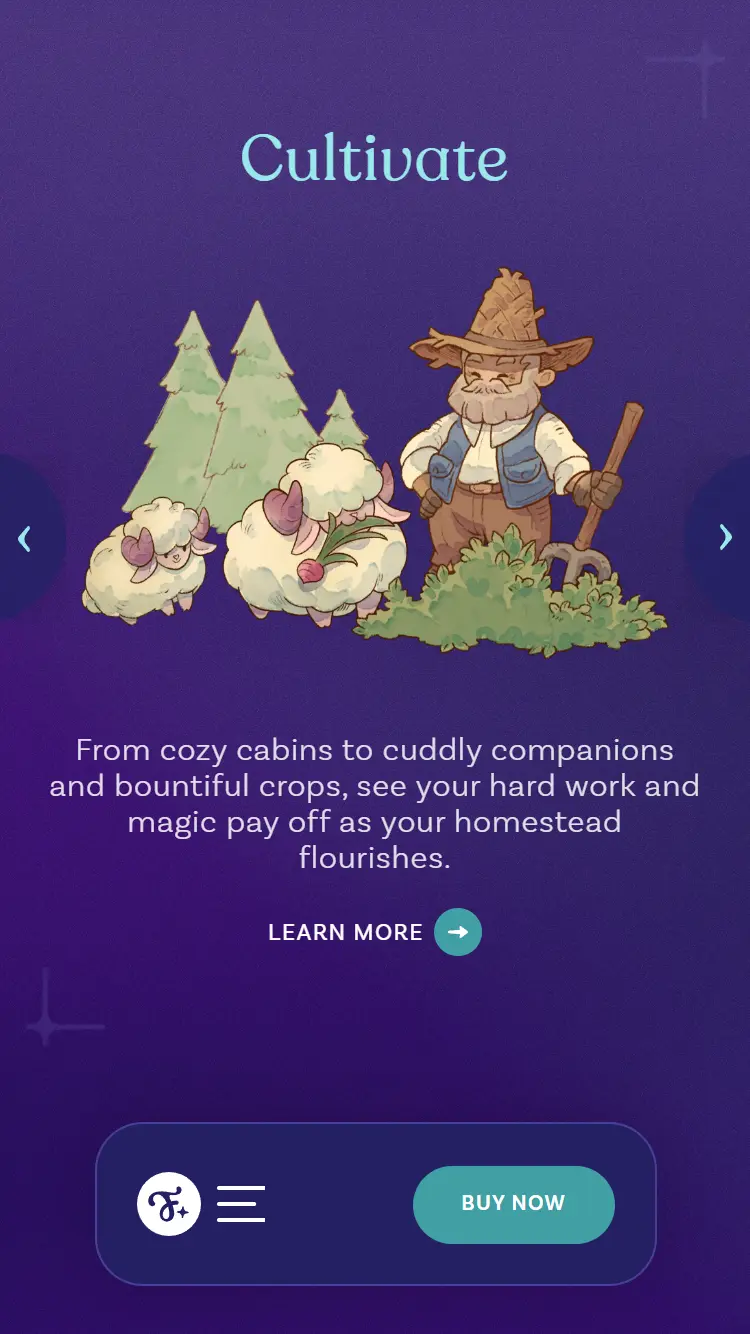 Cultivate
From cozy cabins to cuddly companions
and bountiful crops, see your hard work and
magic pay off as your homestead
flourishes.
LEARN MORE
F
BUY NOW